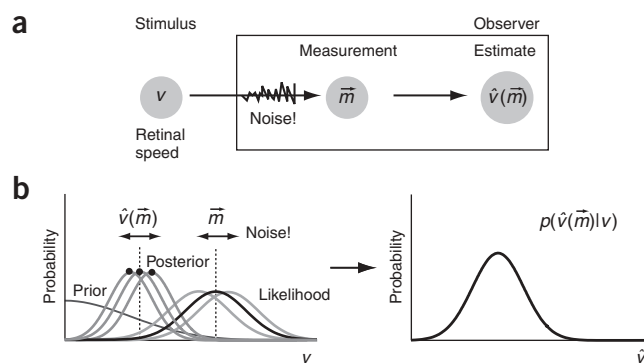 a
Stimulus
Observer
Measurement
Estimate
v
Noise!
m⃗
v̂(m⃗)
Retinal
speed
b
v̂(m⃗)
m⃗
Noise!
Posterior
Prior
Likelihood
Probability
v
p(v̂(m⃗)|v)
Probability
v̂